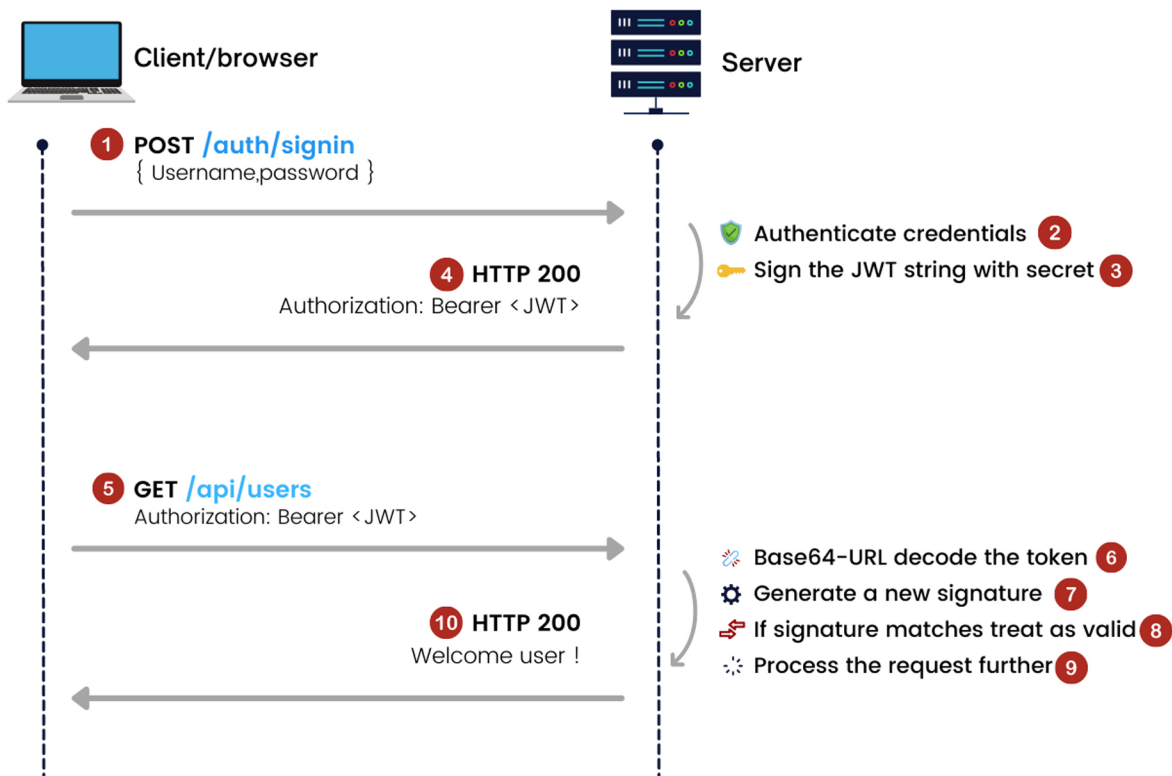 Client/browser
Server
1 POST /auth/signin
{ Username,password }
Authenticate credentials 2
Sign the JWT string with secret 3
4 HTTP 200
Authorization: Bearer <JWT>
5 GET /api/users
Authorization: Bearer <JWT>
Base64-URL decode the token 6
Generate a new signature 7
If signature matches treat as valid 8
Process the request further 9
10 HTTP 200
Welcome user !